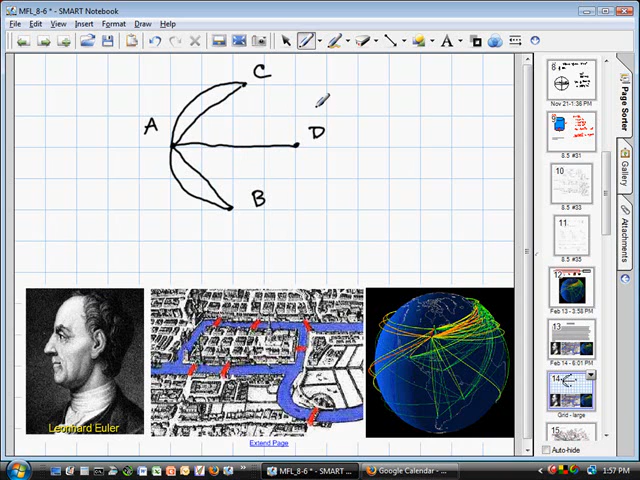 MFL_8-6 * - SMART Notebook
File Edit View Insert Format Draw Help
C
A
D
B
Leonhard Euler
Extend Page
8
Nov 21-1:36 PM
9
8.5 #31
10
8.5 #33
11
8.5 #35
12
Feb 13 - 3:58 PM
13
Feb 14 - 6:01 PM
14
Grid - large
15
Auto-hide
Page Sorter
Gallery
Attachments
MFL_8-6 * - SMART ...
Google Calendar - ...
1:57 PM